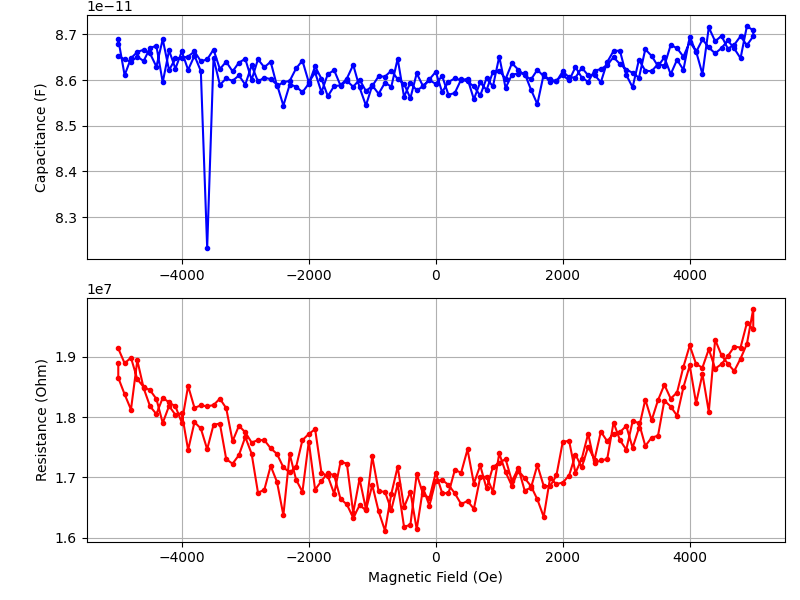 1e−11
8.7
8.6
8.5
8.4
8.3
Capacitance (F)
−4000 −2000 0 2000 4000
1e7
1.9
1.8
1.7
1.6
Resistance (Ohm)
−4000 −2000 0 2000 4000
Magnetic Field (Oe)